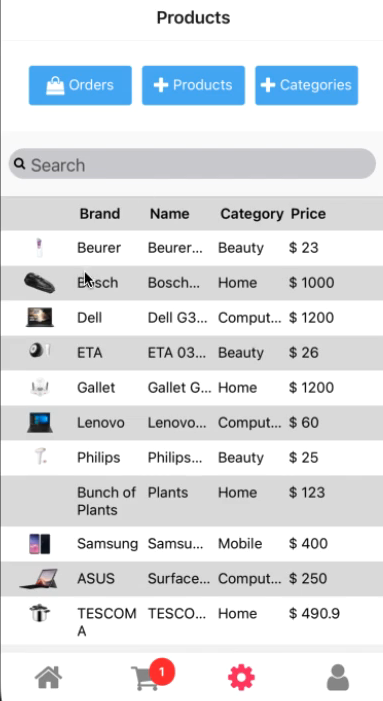 Products
Orders
Products
Categories
Search
Brand Name Category Price
Beurer Beurer... Beauty $ 23
Bosch Bosch... Home $ 1000
Dell Dell G3... Comput... $ 1200
ETA ETA 03... Beauty $ 26
Gallet Gallet G... Home $ 1200
Lenovo Lenovo... Comput... $ 60
Philips Philips... Beauty $ 25
Bunch of Plants Home $ 123
Plants
Samsung Samsu... Mobile $ 400
ASUS Surface... Comput... $ 250
TESCOM TESCO... Home $ 490.9
A
1